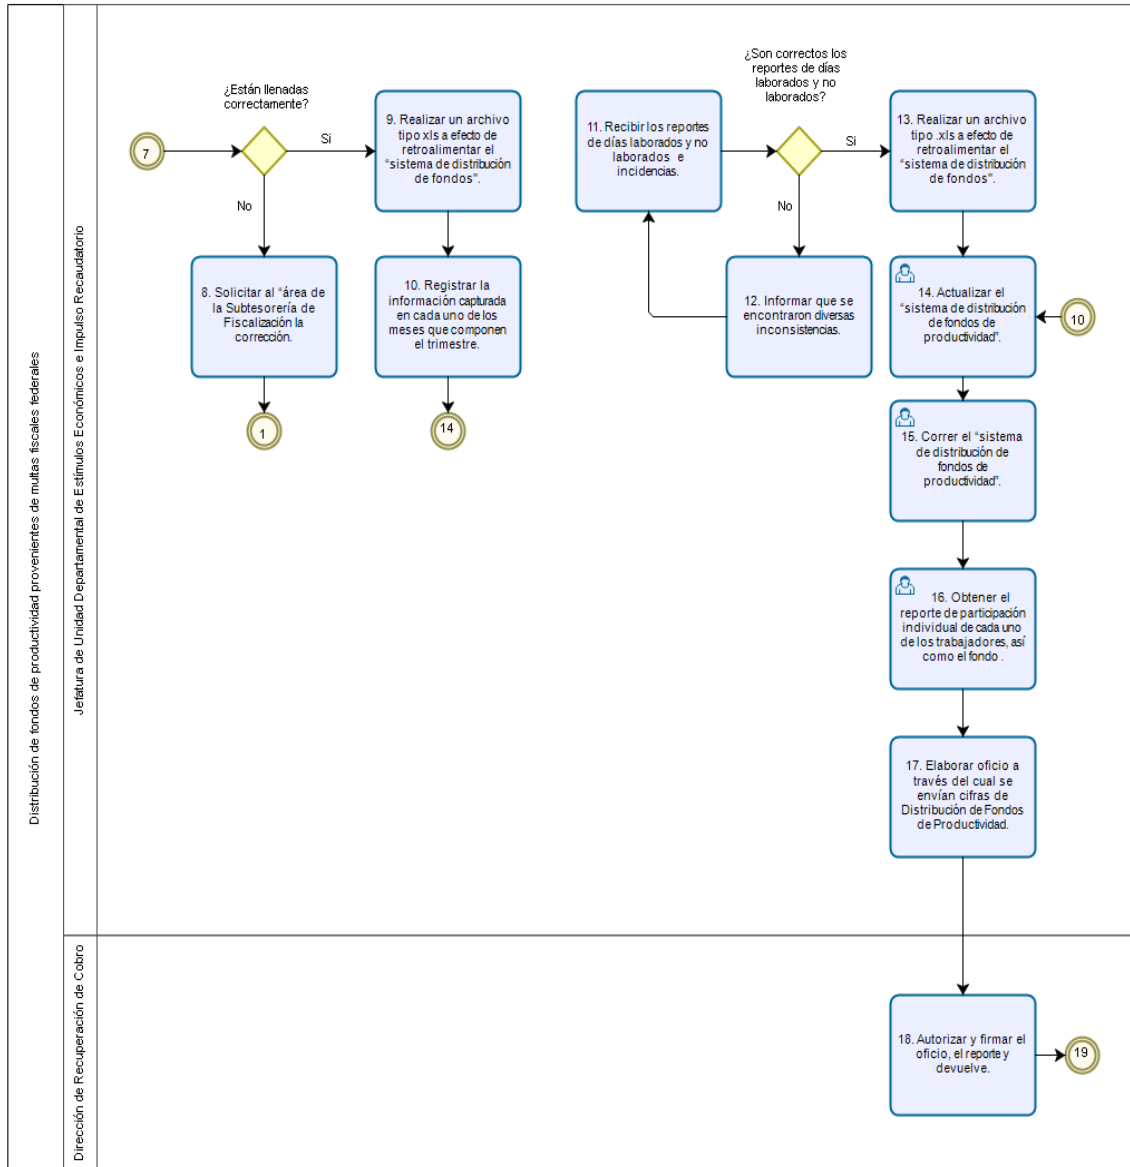 Distribución de fondos de productividad provenientes de multas fiscales federales
Jefatura de Unidad Departamental de Estímulos Económicos e Impulso Recaudatorio
7
¿Están llenadas
correctamente?
Si
No
8. Solicitar al “área de
la Subtesorería de
Fiscalización la
corrección.
1
9. Realizar un archivo
tipo xls a efecto de
retroalimentar el
“sistema de distribución
de fondos”.
10. Registrar la
información capturada
en cada uno de los
meses que componen
el trimestre.
14
11. Recibir los reportes
de días laborados y no
laborados e
incidencias.
¿Son correctos los
reportes de días
laborados y no
laborados?
Si
No
12. Informar que se
encontraron diversas
inconsistencias.
13. Realizar un archivo
tipo .xls a efecto de
retroalimentar el
“sistema de distribución
de fondos”.
14. Actualizar el
“sistema de distribución
de fondos de
productividad”.
10
15. Correr el “sistema
de distribución de
fondos de
productividad”.
16. Obtener el
reporte de participación
individual de cada uno
de los trabajadores, así
como el fondo .
17. Elaborar oficio a
través del cual se
envían cifras de
Distribución de Fondos
de Productividad.
Dirección de Recuperación de Cobro
18. Autorizar y firmar el
oficio, el reporte y
devuelve.
19